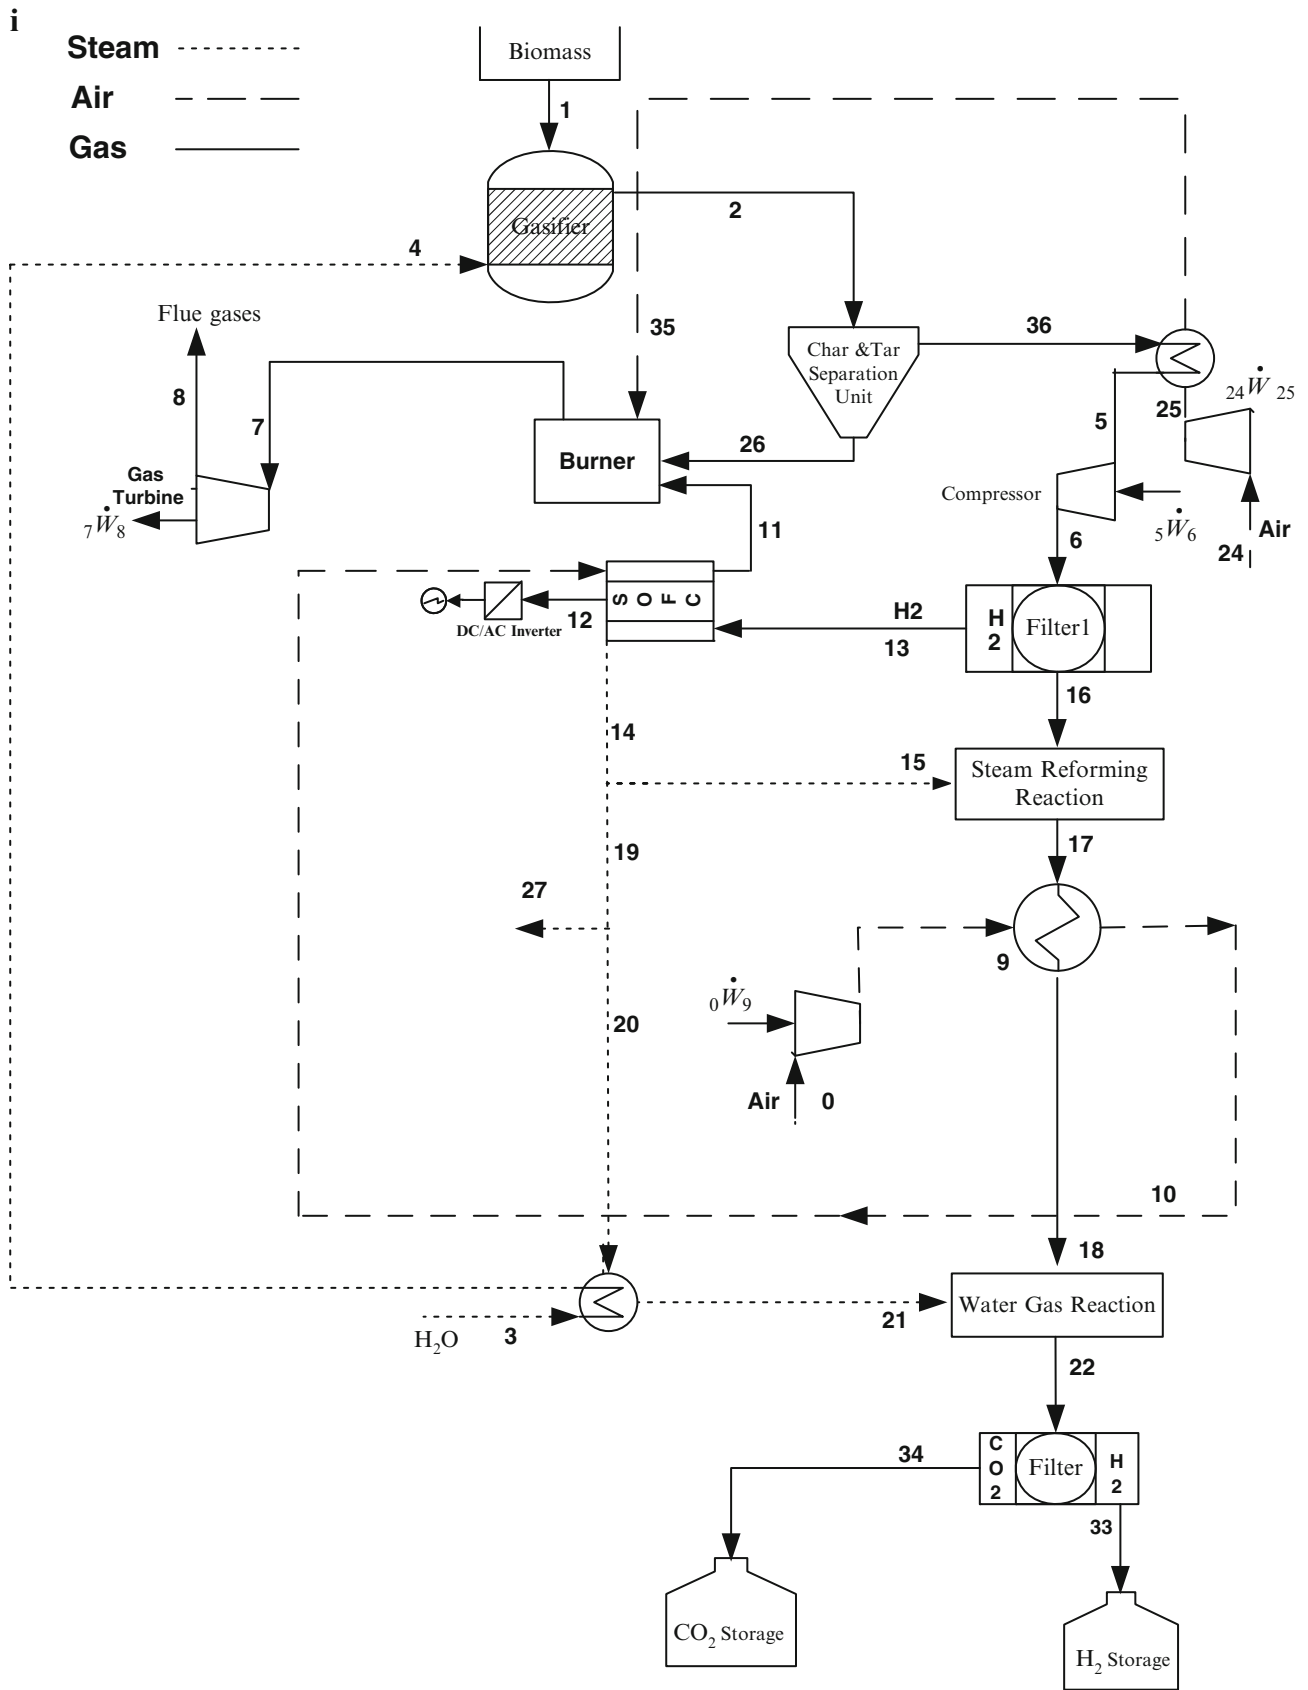 i
Steam
Air
Gas
Biomass
1
Gasifier
2
4
35
Flue gases
8
7
Gas
Turbine
₇Ẇ₈
Burner
26
11
Char &Tar
Separation
Unit
36
25
₂₄Ẇ ₂₅
5
Compressor
₅Ẇ₆
6
24
Air
SOFC
12
DC/AC Inverter
H2
13
H
2
Filter1
16
14
15
Steam Reforming
Reaction
17
19
27
9
₀Ẇ₉
20
Air
0
10
18
H₂O
3
21
Water Gas Reaction
22
34
C
O
2
Filter
H
2
33
CO₂ Storage
H₂ Storage